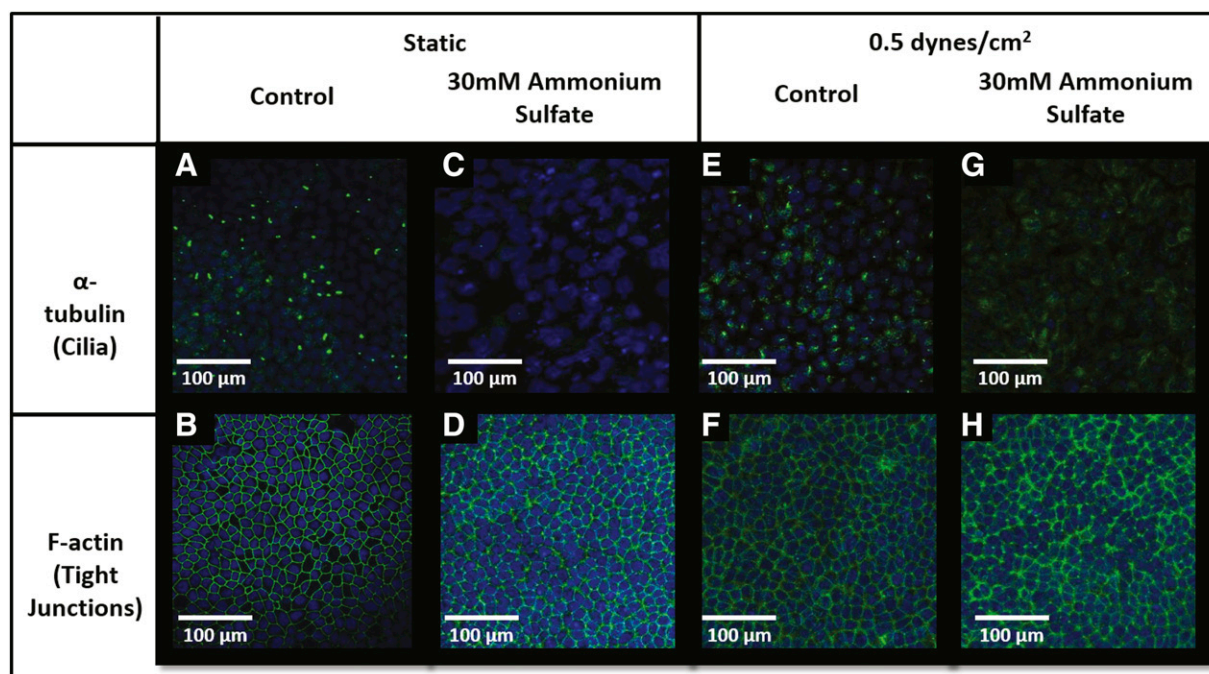 Static
0.5 dynes/cm²
Control
30mM Ammonium
Sulfate
Control
30mM Ammonium
Sulfate
α-
tubulin
(Cilia)
A
C
E
G
100 µm
100 µm
100 µm
100 µm
F-actin
(Tight
Junctions)
B
D
F
H
100 µm
100 µm
100 µm
100 µm